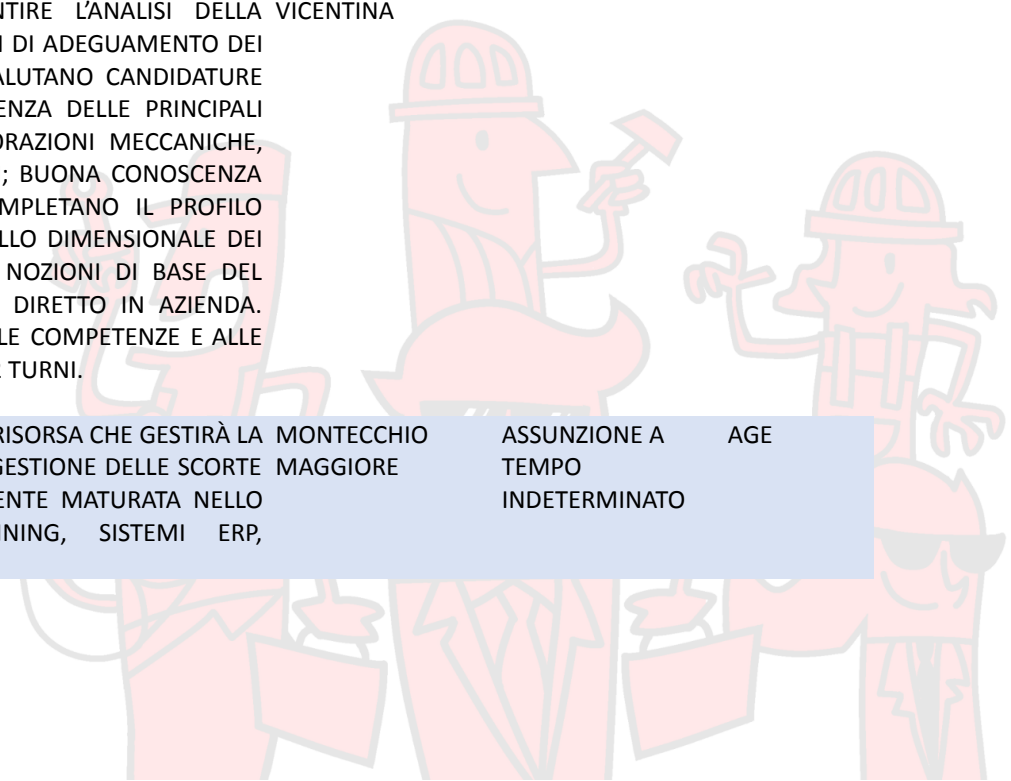 NTIRE L’ANALISI DELLA VICENTINA
I DI ADEGUAMENTO DEI
ALUTANO CANDIDATURE
ENZA DELLE PRINCIPALI
ORAZIONI MECCANICHE,
; BUONA CONOSCENZA
MPLETANO IL PROFILO
LLO DIMENSIONALE DEI
NOZIONI DI BASE DEL
DIRETTO IN AZIENDA.
LE COMPETENZE E ALLE
TURNI.
RISORSA CHE GESTIRÀ LA MONTECCHIO ASSUNZIONE A AGE
GESTIONE DELLE SCORTE MAGGIORE TEMPO
ENTE MATURATA NELLO INDETERMINATO
NING, SISTEMI ERP,